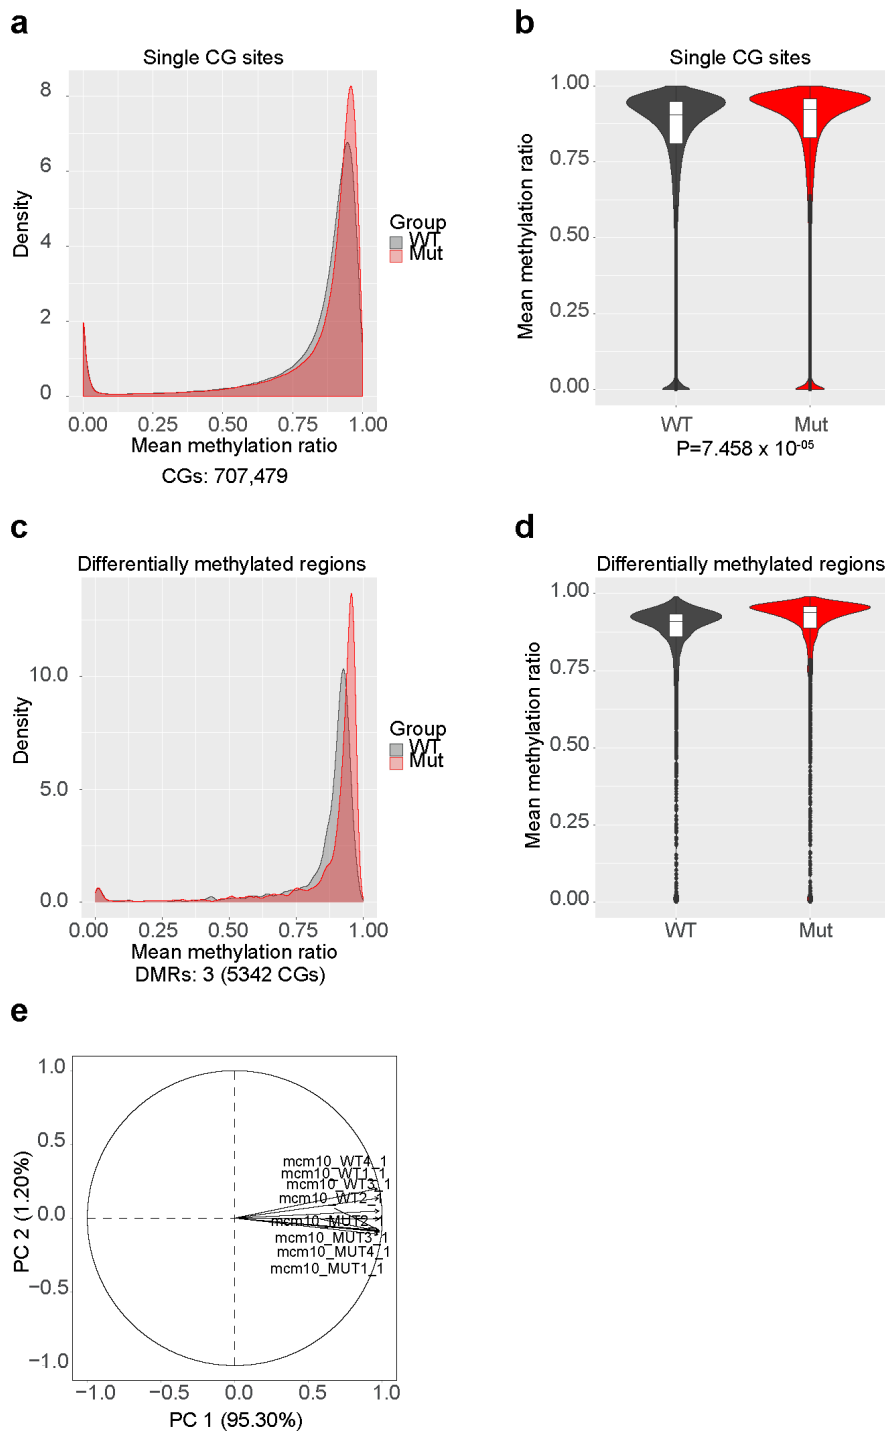 a
Single CG sites
8
6
4
2
0
Density
0.00 0.25 0.50 0.75 1.00
Mean methylation ratio
CGs: 707,479
Group
WT
Mut
b
Single CG sites
1.00
0.75
0.50
0.25
0.00
Mean methylation ratio
WT Mut
P=7.458 x 10-05
c
Differentially methylated regions
10.0
5.0
0.0
Density
0.00 0.25 0.50 0.75 1.00
Mean methylation ratio
DMRs: 3 (5342 CGs)
Group
WT
Mut
d
Differentially methylated regions
1.00
0.75
0.50
0.25
0.00
Mean methylation ratio
WT Mut
e
1.0
0.5
0.0
−0.5
−1.0
PC 2 (1.20%)
mcm10_WT4_1
mcm10_WT1_1
mcm10_WT3_1
mcm10_WT2_1
mcm10_MUT2
mcm10_MUT3_1
mcm10_MUT4_1
mcm10_MUT1_1
−1.0 −0.5 0.0 0.5 1.0
PC 1 (95.30%)